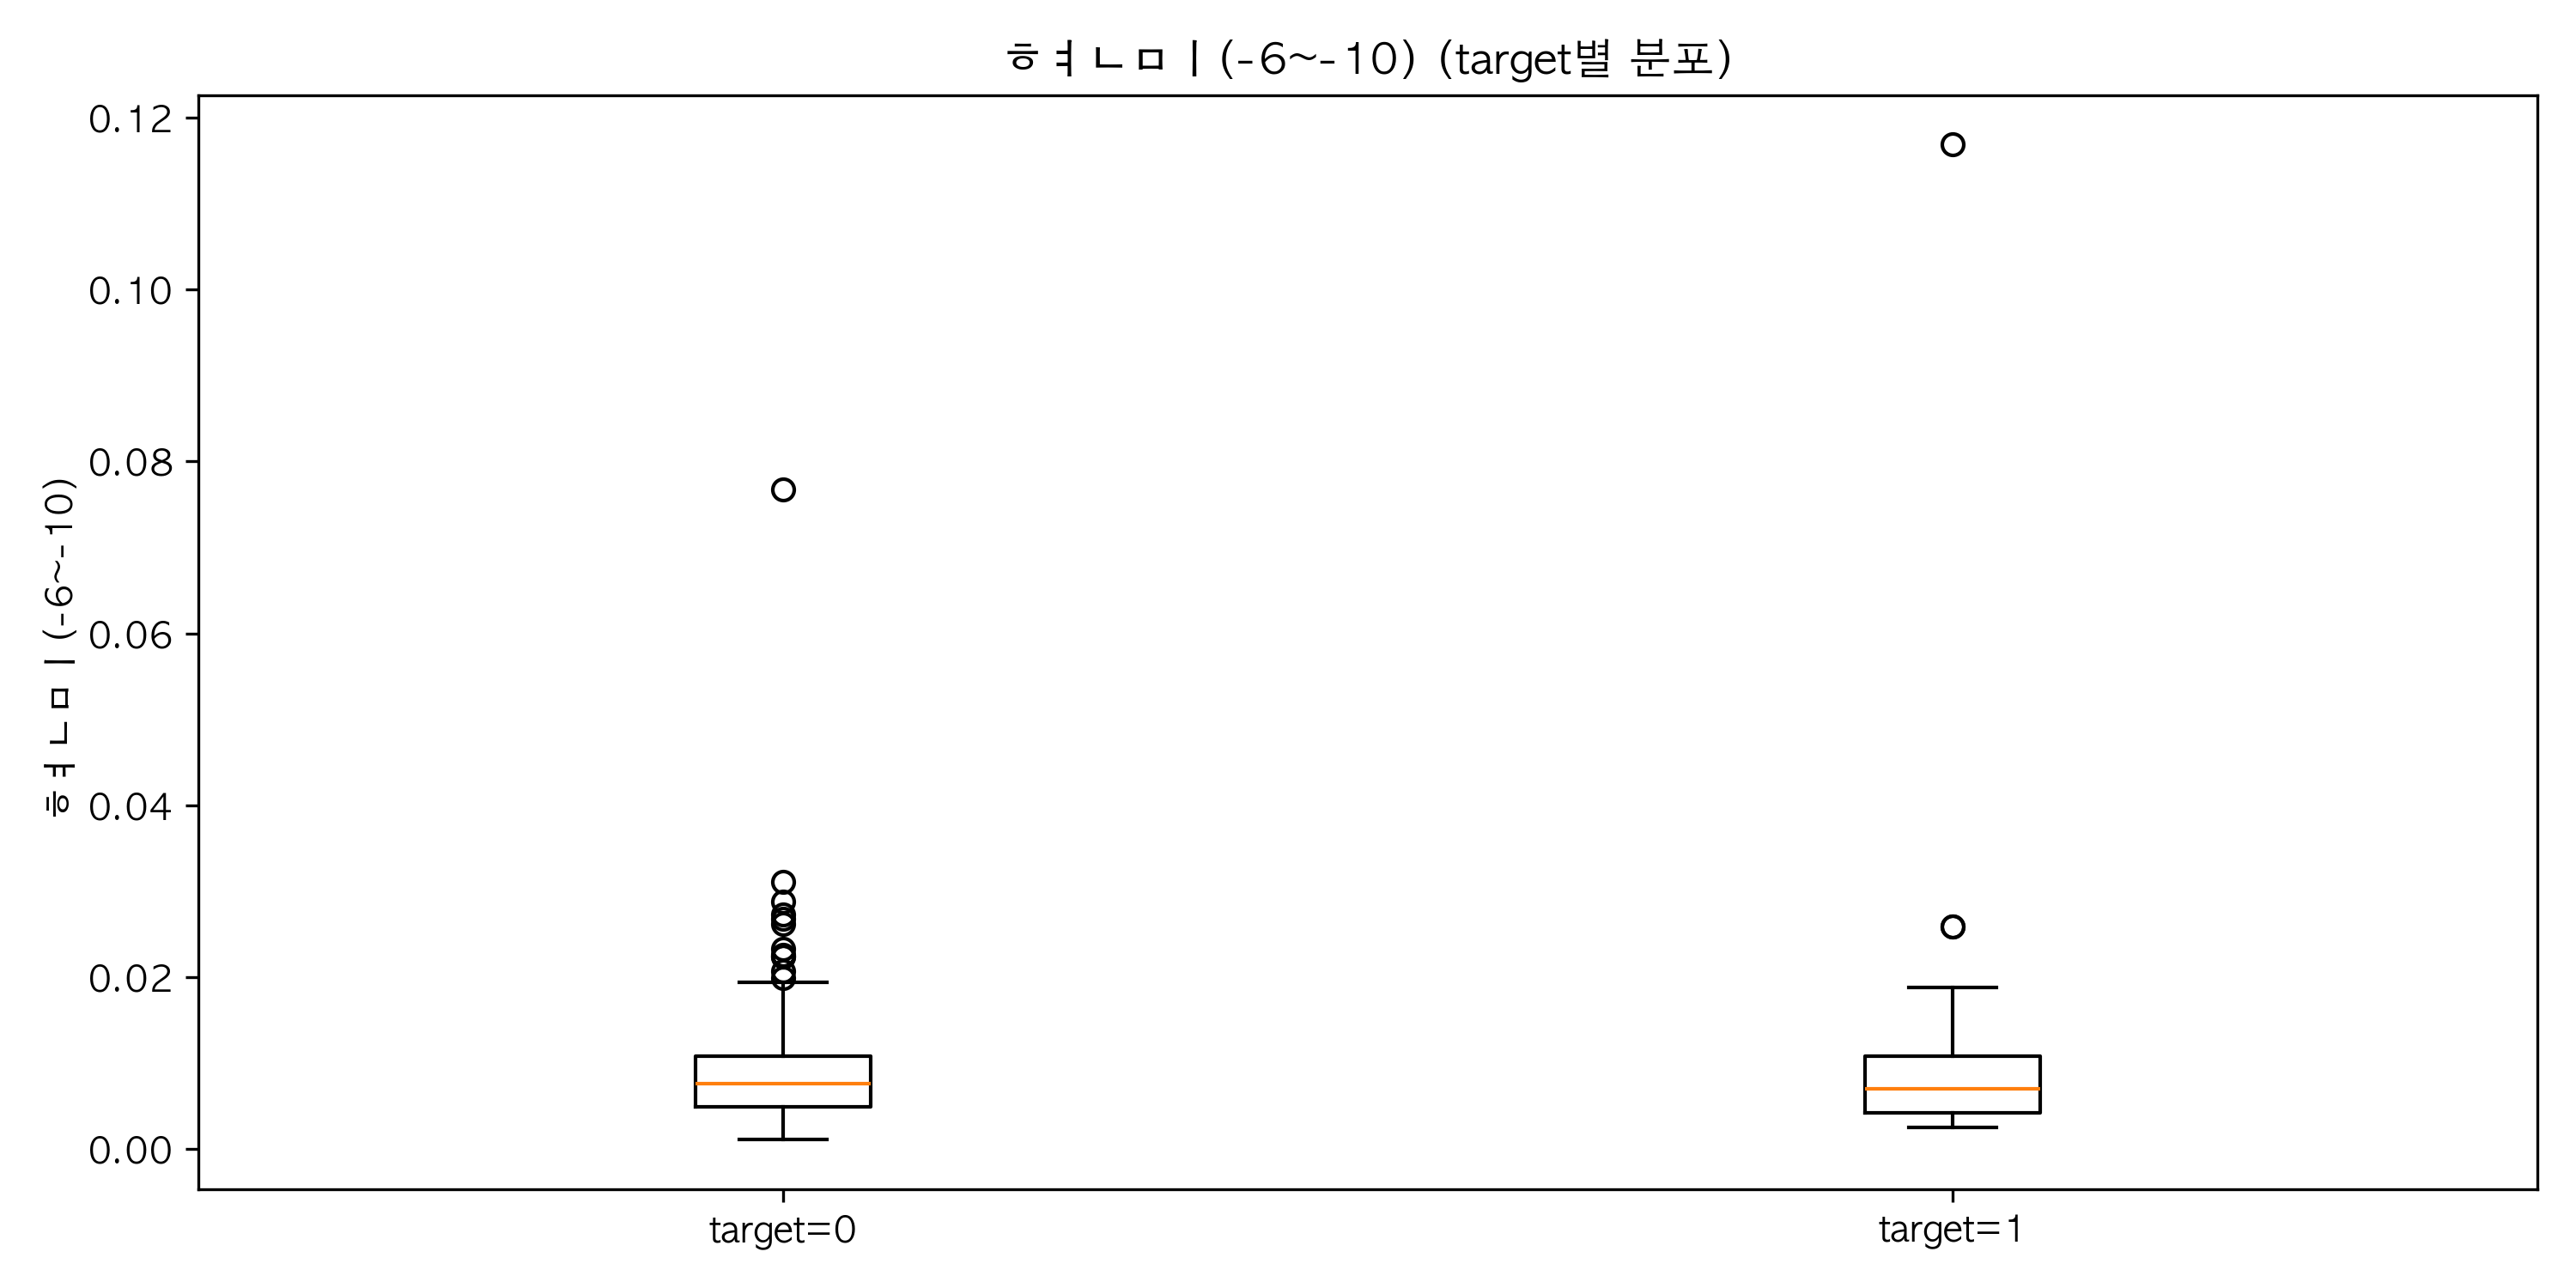 ㅎㅕㄴㅁㅣ(-6~-10) (target별 분포)
0.12
0.10
0.08
0.06
0.04
0.02
0.00
ㅎㅕㄴㅁㅣ(-6~-10)
target=0
target=1